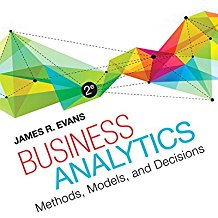 2e
JAMES R. EVANS
BUSINESS
ANALYTICS
Methods, Models, and Decisions